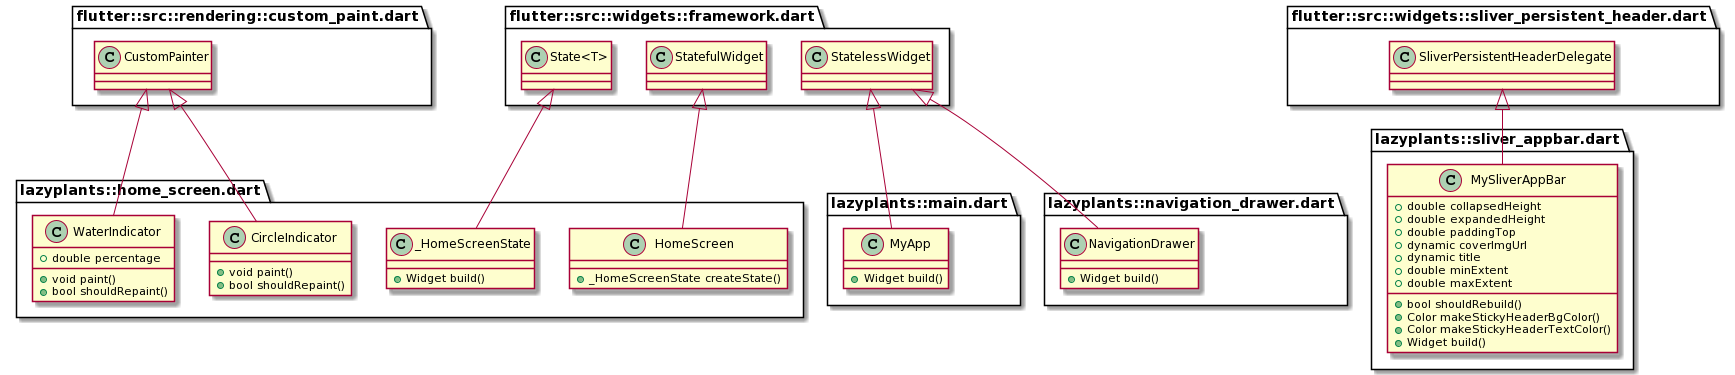 flutter::src::rendering::custom_paint.dart
C CustomPainter
flutter::src::widgets::framework.dart
C State<T>
C StatefulWidget
C StatelessWidget
flutter::src::widgets::sliver_persistent_header.dart
C SliverPersistentHeaderDelegate
lazyplants::home_screen.dart
C WaterIndicator
double percentage
void paint()
bool shouldRepaint()
C CircleIndicator
void paint()
bool shouldRepaint()
C _HomeScreenState
Widget build()
C HomeScreen
_HomeScreenState createState()
lazyplants::main.dart
C MyApp
Widget build()
lazyplants::navigation_drawer.dart
C NavigationDrawer
Widget build()
lazyplants::sliver_appbar.dart
C MySliverAppBar
double collapsedHeight
double expandedHeight
double paddingTop
dynamic coverImgUrl
dynamic title
double minExtent
double maxExtent
bool shouldRebuild()
Color makeStickyHeaderBgColor()
Color makeStickyHeaderTextColor()
Widget build()